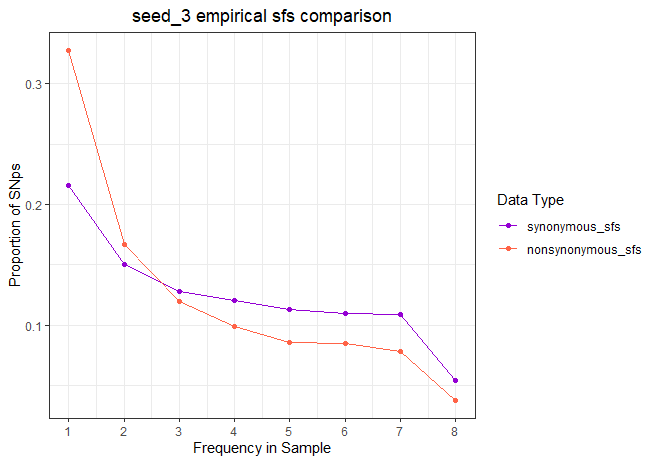 seed_3 empirical sfs comparison
Proportion of SNps
0.3
0.2
0.1
1 2 3 4 5 6 7 8
Frequency in Sample
Data Type
synonymous_sfs
nonsynonymous_sfs